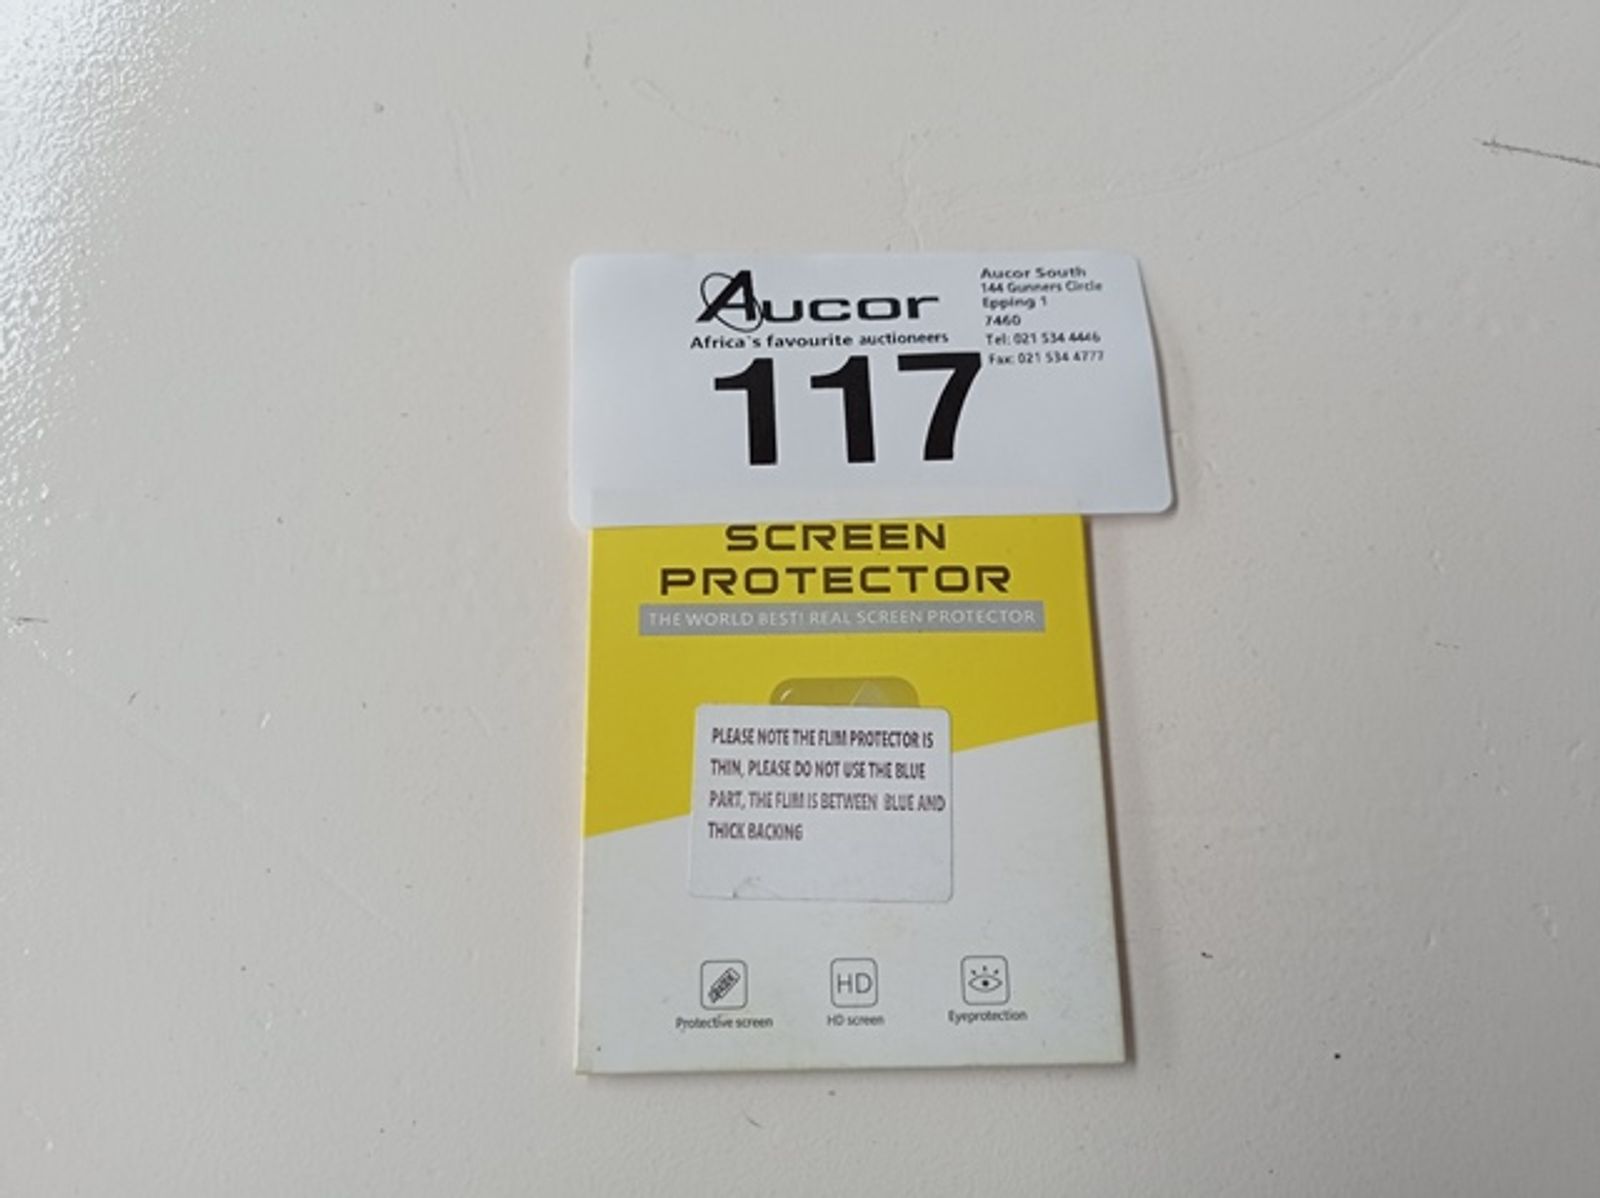 Aucor
Africa`s favourite auctioneers
Aucor South
144 Gunners Circle
Epping 1
7460
Tel: 021 534 4446
Fax: 021 534 4777
117
SCREEN
PROTECTOR
THE WORLD BEST! REAL SCREEN PROTECTOR
PLEASE NOTE THE FLIM PROTECTOR IS
THIN, PLEASE DO NOT USE THE BLUE
PART, THE FLIM IS BETWEEN BLUE AND
THICK BACKING
HD
Protective screen
HD screen
Eyeprotection